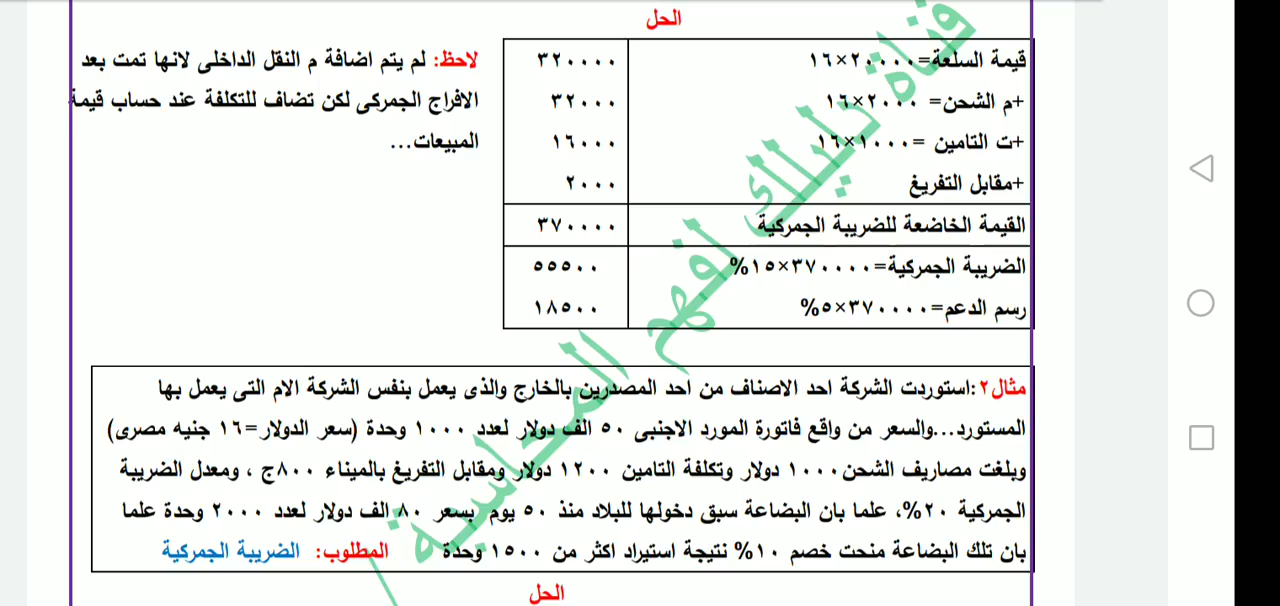 الحل
قيمة السلعة=٢٠٠٠٠×١٦ ٣٢٠٠٠٠
+م الشحن= ٢٠٠٠×١٦ ٣٢٠٠٠
+ت التامين =١٠٠٠×١٦ ١٦٠٠٠
+مقابل التفريغ ٢٠٠٠
القيمة الخاضعة للضريبة الجمركية ٣٧٠٠٠٠
الضريبة الجمركية=٣٧٠٠٠٠×١٥% ٥٥٥٠٠
رسم الدعم=٣٧٠٠٠٠×٥% ١٨٥٠٠
لاحظ: لم يتم اضافة م النقل الداخلى لانها تمت بعد
الافراج الجمركى لكن تضاف للتكلفة عند حساب قيمة
المبيعات...
مثال٢:استوردت الشركة احد الاصناف من احد المصدرين بالخارج والذى يعمل بنفس الشركة الام التى يعمل بها
المستورد...والسعر من واقع فاتورة المورد الاجنبى ٥٠ الف دولار لعدد ١٠٠٠ وحدة (سعر الدولار=١٦ جنيه مصرى)
وبلغت مصاريف الشحن١٠٠٠ دولار وتكلفة التامين ١٢٠٠ دولار ومقابل التفريغ بالميناء ٨٠٠ج ، ومعدل الضريبة
الجمركية ٢٠%، علما بان البضاعة سبق دخولها للبلاد منذ ٥٠ يوم بسعر ٨٠ الف دولار لعدد ٢٠٠٠ وحدة علما
بان تلك البضاعة منحت خصم ١٠% نتيجة استيراد اكثر من ١٥٠٠ وحدة المطلوب: الضريبة الجمركية
الحل
قناة دليلك لفهم المحاسبة